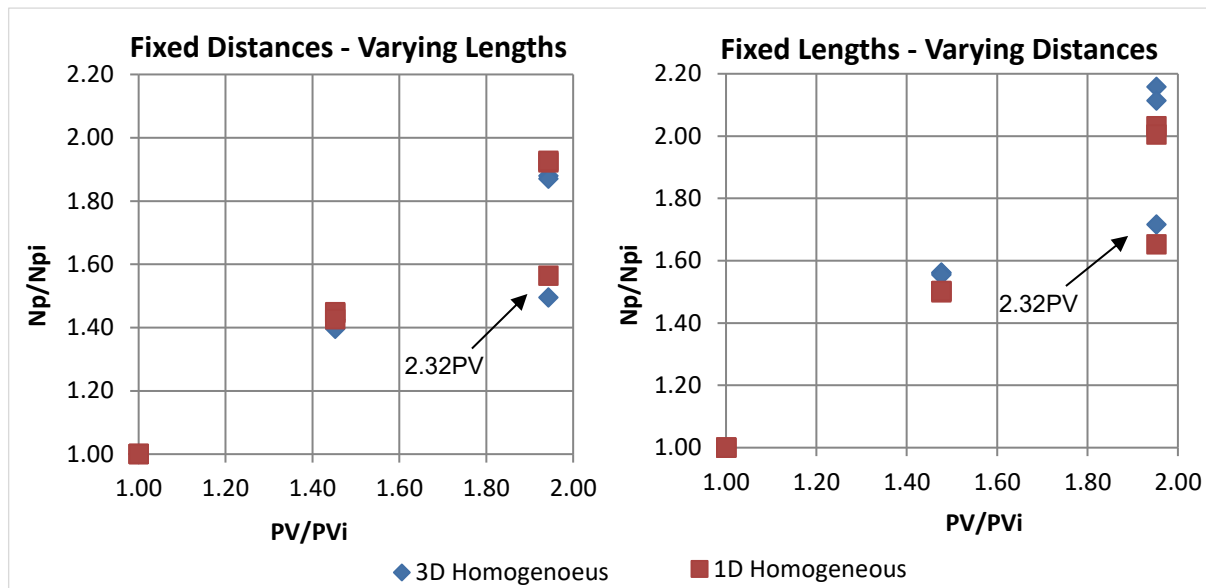 Fixed Distances - Varying Lengths
2.20
2.00
1.80
1.60
1.40
1.20
1.00
Np/Npi
2.32PV
1.00 1.20 1.40 1.60 1.80 2.00
PV/PVi
Fixed Lengths - Varying Distances
2.20
2.00
1.80
1.60
1.40
1.20
1.00
Np/Npi
2.32PV
1.00 1.20 1.40 1.60 1.80 2.00
PV/PVi
3D Homogenoeus 1D Homogeneous